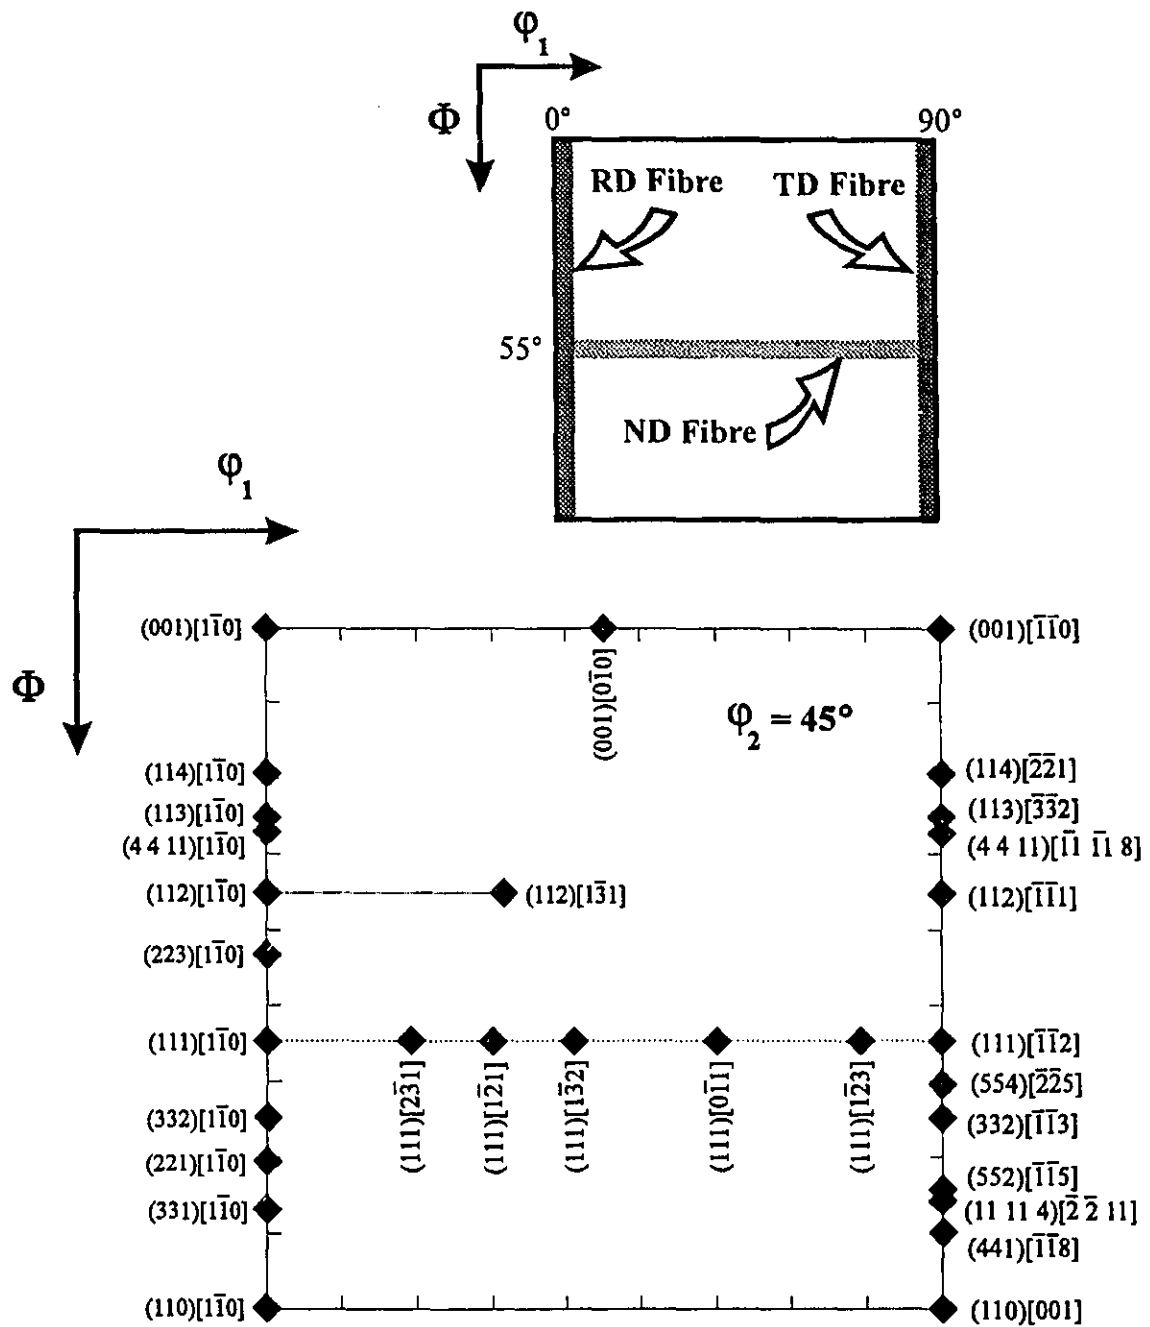 φ₁
Φ
0°
90°
RD Fibre
TD Fibre
55°
ND Fibre
φ₁
Φ
(001)[11̅0]
(001)[01̅0]
(001)[1̅1̅0]
φ₂ = 45°
(114)[11̅0]
(114)[2̅2̅1]
(113)[11̅0]
(113)[3̅3̅2]
(4 4 11)[11̅0]
(4 4 11)[1̅1̅ 1̅1̅ 8]
(112)[11̅0]
(112)[13̅1]
(112)[1̅1̅1]
(223)[11̅0]
(111)[11̅0]
(111)[23̅1]
(111)[12̅1]
(111)[13̅2]
(111)[01̅1]
(111)[12̅3]
(111)[1̅1̅2]
(554)[2̅2̅5]
(332)[11̅0]
(332)[1̅1̅3]
(221)[11̅0]
(552)[1̅1̅5]
(331)[11̅0]
(11 11 4)[2̅ 2̅ 11]
(441)[1̅1̅8]
(110)[11̅0]
(110)[001]